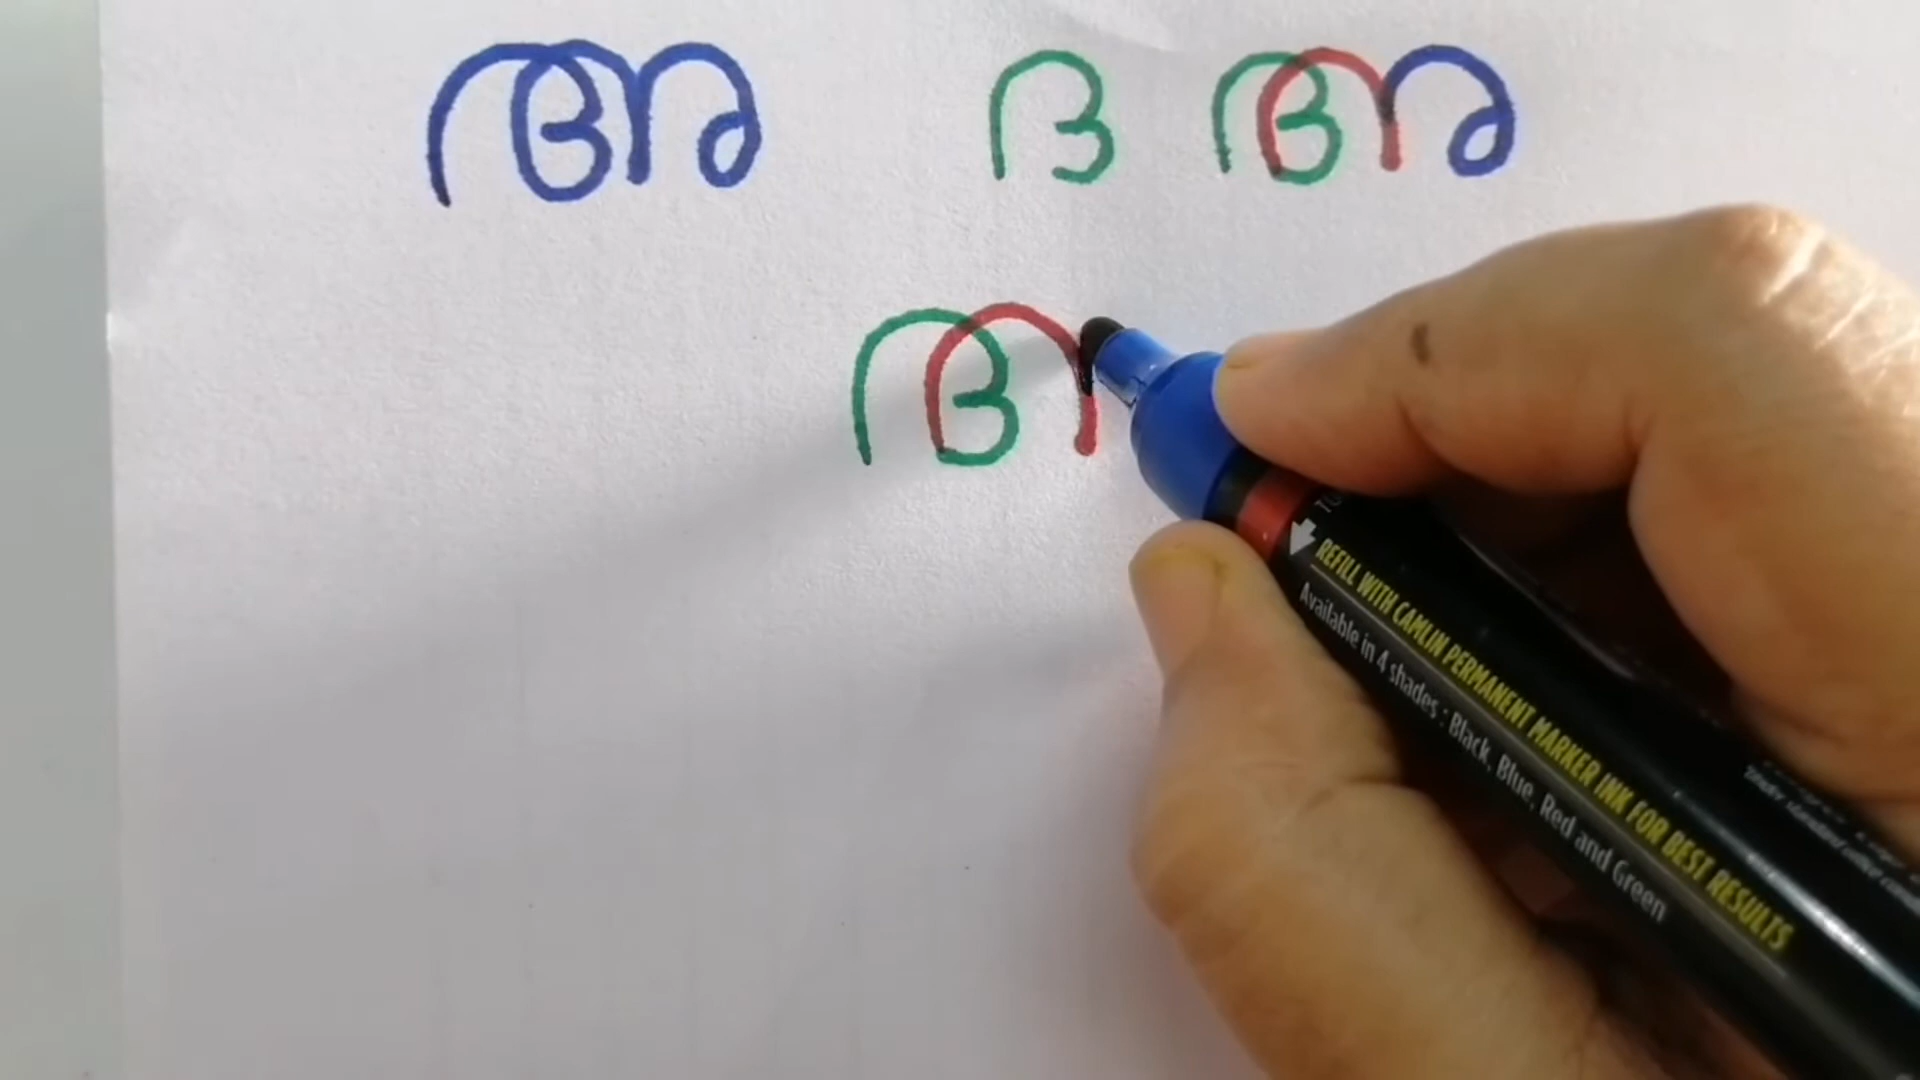 അ ദ അ
REFILL WITH CAMLIN PERMANENT MARKER INK FOR BEST RESULTS
Available in 4 shades : Black, Blue, Red and Green